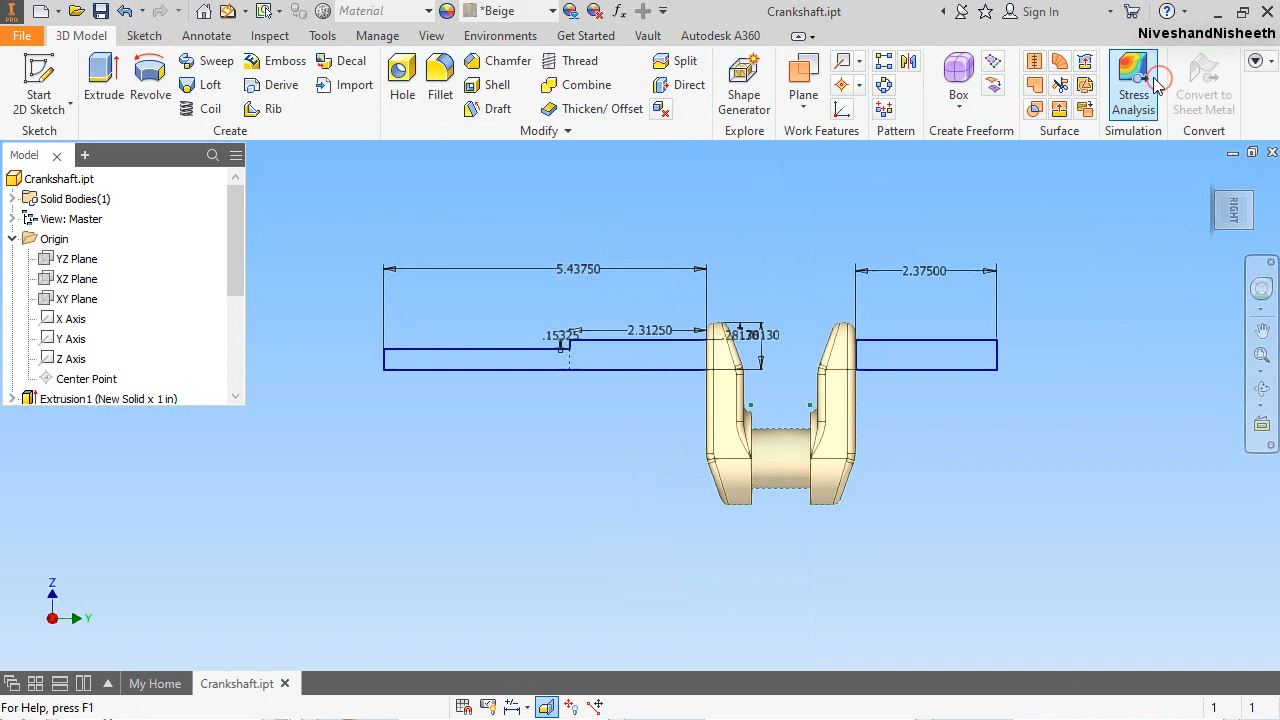 PRO
Material
*Beige
Crankshaft.ipt
Sign In
NiveshandNisheeth
File
3D Model
Sketch
Annotate
Inspect
Tools
Manage
View
Environments
Get Started
Vault
Autodesk A360
Start
2D Sketch
Extrude
Revolve
Sweep
Loft
Coil
Emboss
Derive
Rib
Decal
Import
Hole
Fillet
Chamfer
Shell
Draft
Thread
Combine
Thicken/ Offset
Split
Direct
Shape
Generator
Plane
Box
Stress
Analysis
Convert to
Sheet Metal
Sketch
Create
Modify
Explore
Work Features
Pattern
Create Freeform
Surface
Simulation
Convert
Model
Crankshaft.ipt
Solid Bodies(1)
View: Master
Origin
YZ Plane
XZ Plane
XY Plane
X Axis
Y Axis
Z Axis
Center Point
Extrusion1 (New Solid x 1 in)
RIGHT
5.43750
2.37500
2.31250
.15325
Z
Y
My Home
Crankshaft.ipt
For Help, press F1
1
1